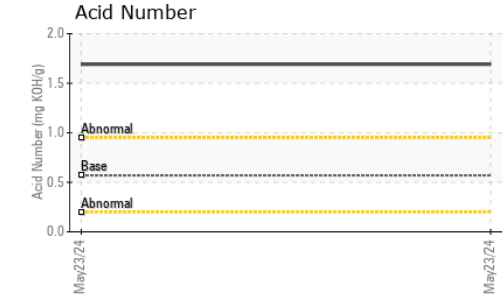 Acid Number
Acid Number (mg KOH/g)
2.0
1.5
1.0
0.5
0.0
Abnormal
Base
Abnormal
May23/24
May23/24